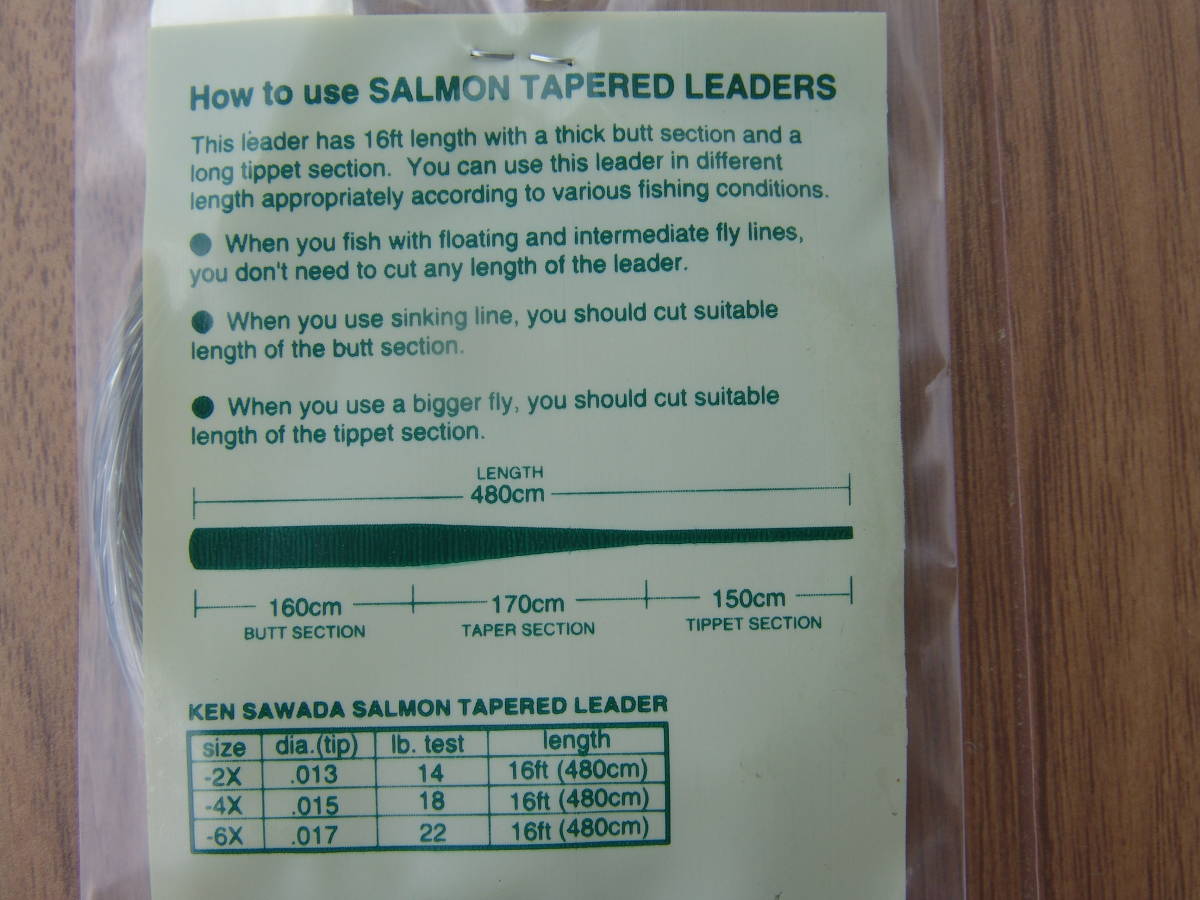 How to use SALMON TAPERED LEADERS
This leader has 16ft length with a thick butt section and a
long tippet section. You can use this leader in different
length appropriately according to various fishing conditions.
● When you fish with floating and intermediate fly lines,
you don't need to cut any length of the leader.
● When you use sinking line, you should cut suitable
length of the butt section.
● When you use a bigger fly, you should cut suitable
length of the tippet section.
LENGTH
480cm
160cm 170cm 150cm
BUTT SECTION TAPER SECTION TIPPET SECTION
KEN SAWADA SALMON TAPERED LEADER
size dia.(tip) lb. test length
-2X .013 14 16ft (480cm)
-4X .015 18 16ft (480cm)
-6X .017 22 16ft (480cm)